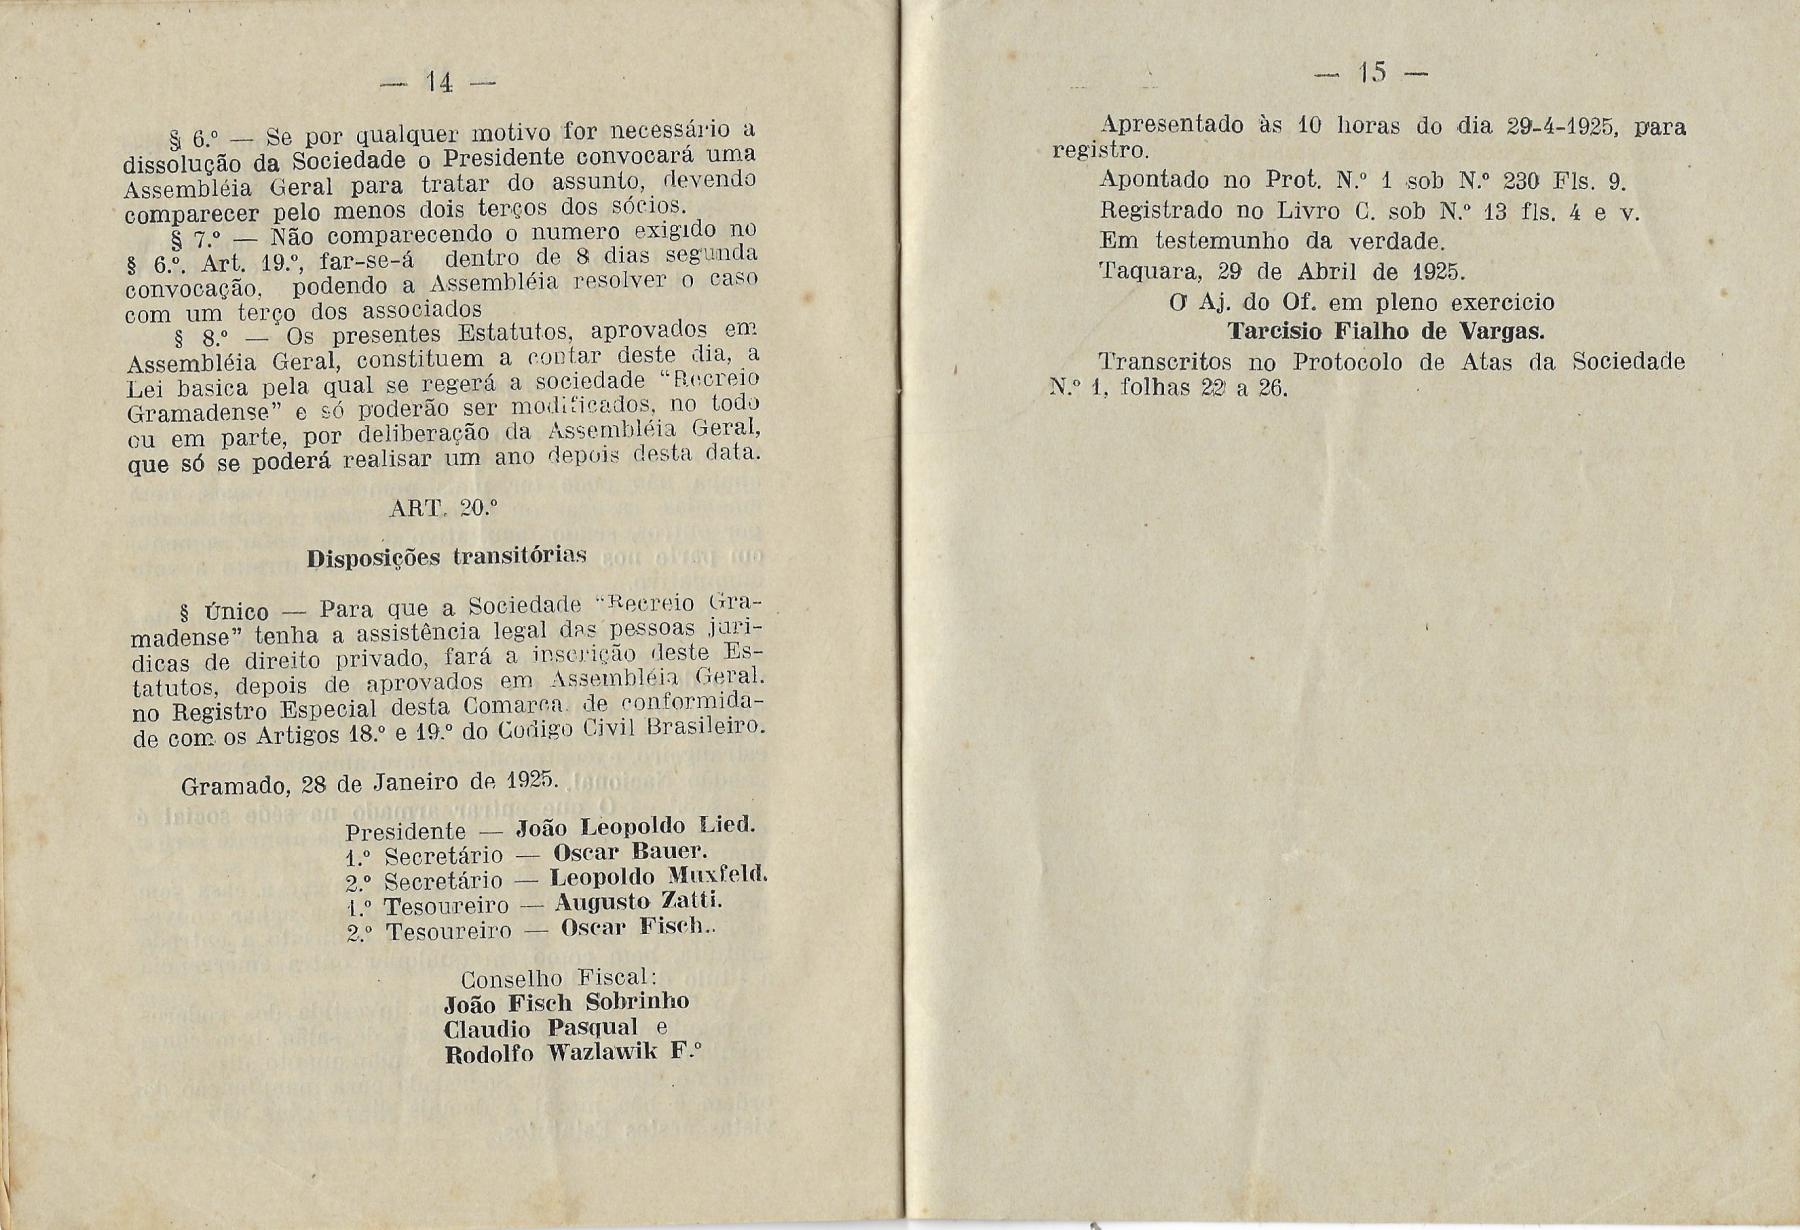 — 14 —
§ 6.º — Se por qualquer motivo for necessário a
dissolução da Sociedade o Presidente convocará uma
Assembléia Geral para tratar do assunto, devendo
comparecer pelo menos dois terços dos sócios.
§ 7.º — Não comparecendo o numero exigido no
§ 6.º. Art. 19.º, far-se-á dentro de 8 dias segunda
convocação, podendo a Assembléia resolver o caso
com um terço dos associados
§ 8.º — Os presentes Estatutos, aprovados em
Assembléia Geral, constituem a contar deste dia, a
Lei basica pela qual se regerá a sociedade “Recreio
Gramadense” e só poderão ser modificados, no todo
ou em parte, por deliberação da Assembléia Geral,
que só se poderá realisar um ano depois desta data.
ART. 20.º
Disposições transitórias
§ Único — Para que a Sociedade “Recreio Gra-
madense” tenha a assistência legal das pessoas juri-
dicas de direito privado, fará a inscrição deste Es-
tatutos, depois de aprovados em Assembléia Geral.
no Registro Especial desta Comarca. de conformida-
de com os Artigos 18.º e 19.º do Codigo Civil Brasileiro.
Gramado, 28 de Janeiro de 1925.
Presidente — João Leopoldo Lied.
1.º Secretário — Oscar Bauer.
2.º Secretário — Leopoldo Muxfeld.
1.º Tesoureiro — Augusto Zatti.
2.º Tesoureiro — Oscar Fisch..
Conselho Fiscal:
João Fisch Sobrinho
Claudio Pasqual e
Rodolfo Wazlawik F.º
— 15 —
Apresentado às 10 horas do dia 29-4-1925, para
registro.
Apontado no Prot. N.º 1 sob N.º 230 Fls. 9.
Registrado no Livro C. sob N.º 13 fls. 4 e v.
Em testemunho da verdade.
Taquara, 29 de Abril de 1925.
O Aj. do Of. em pleno exercicio
Tarcisio Fialho de Vargas.
Transcritos no Protocolo de Atas da Sociedade
N.º 1, folhas 22 a 26.